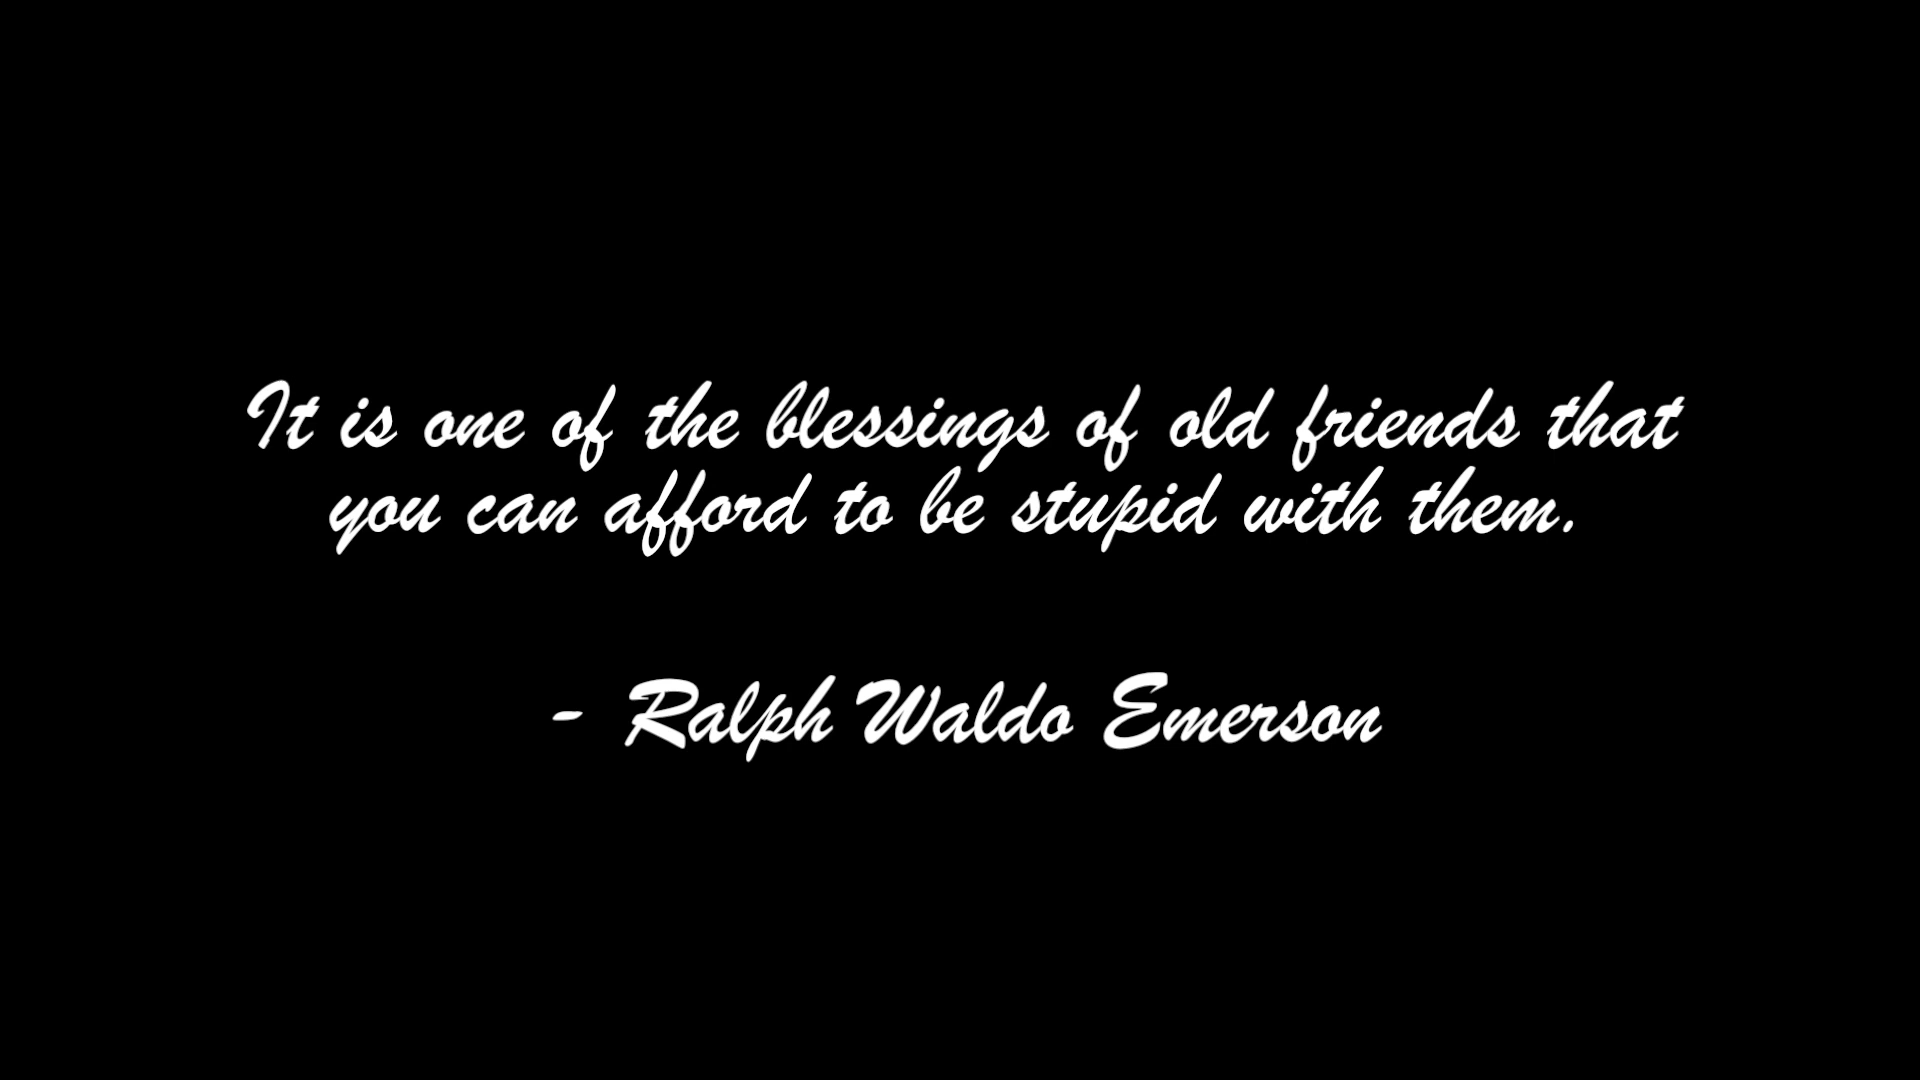 It is one of the blessings of old friends that
you can afford to be stupid with them.
- Ralph Waldo Emerson